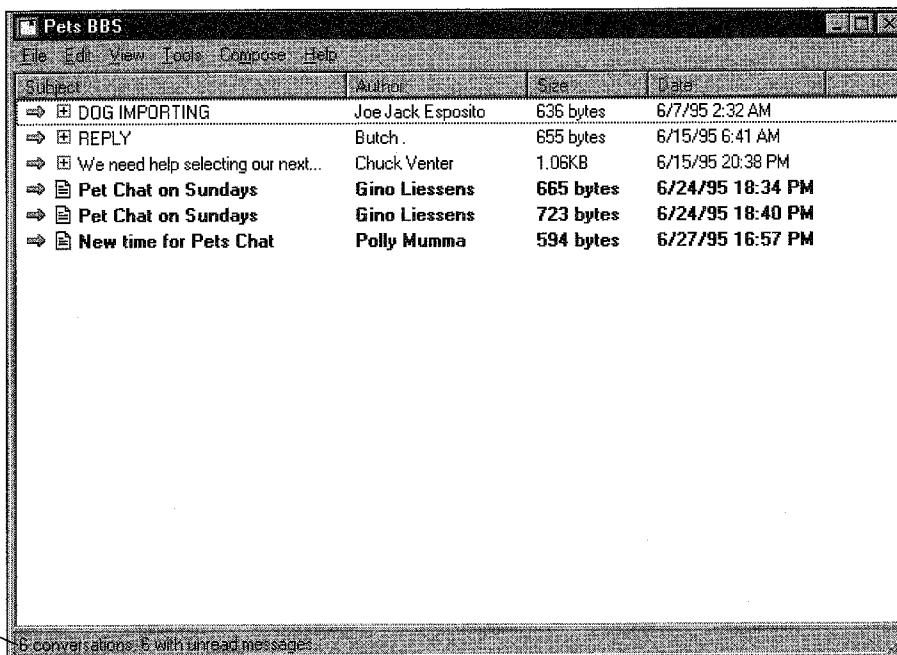 Pets BBS
File Edit View Tools Compose Help
Subject Author Size Date
DOG IMPORTING Joe Jack Esposito 636 bytes 6/7/95 2:32 AM
REPLY Butch . 655 bytes 6/15/95 6:41 AM
We need help selecting our next... Chuck Venter 1.06KB 6/15/95 20:38 PM
Pet Chat on Sundays Gino Liessens 665 bytes 6/24/95 18:34 PM
Pet Chat on Sundays Gino Liessens 723 bytes 6/24/95 18:40 PM
New time for Pets Chat Polly Mumma 594 bytes 6/27/95 16:57 PM
6 conversations, 6 with unread messages